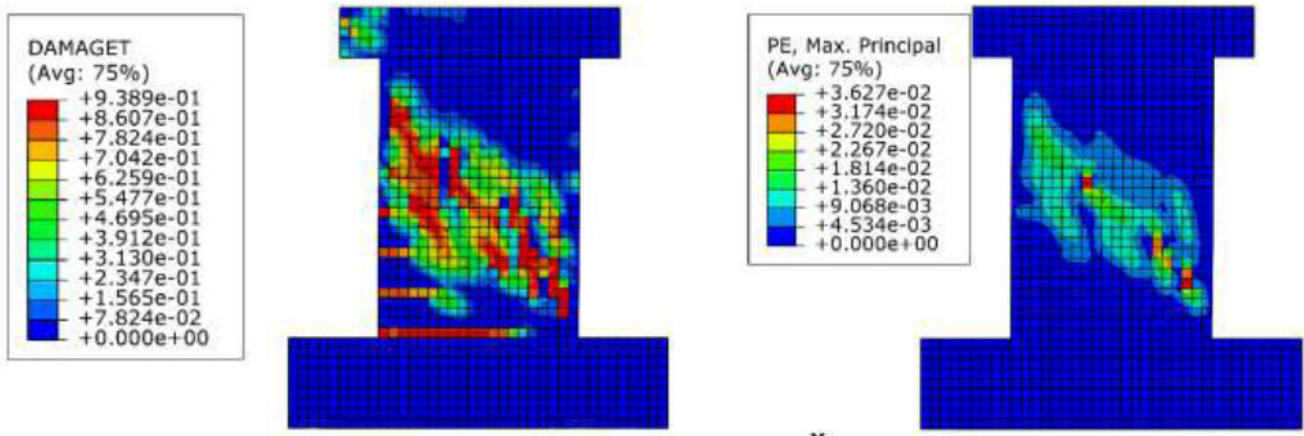 DAMAGET
(Avg: 75%)
+9.389e-01
+8.607e-01
+7.824e-01
+7.042e-01
+6.259e-01
+5.477e-01
+4.695e-01
+3.912e-01
+3.130e-01
+2.347e-01
+1.565e-01
+7.824e-02
+0.000e+00
PE, Max. Principal
(Avg: 75%)
+3.627e-02
+3.174e-02
+2.720e-02
+2.267e-02
+1.814e-02
+1.360e-02
+9.068e-03
+4.534e-03
+0.000e+00